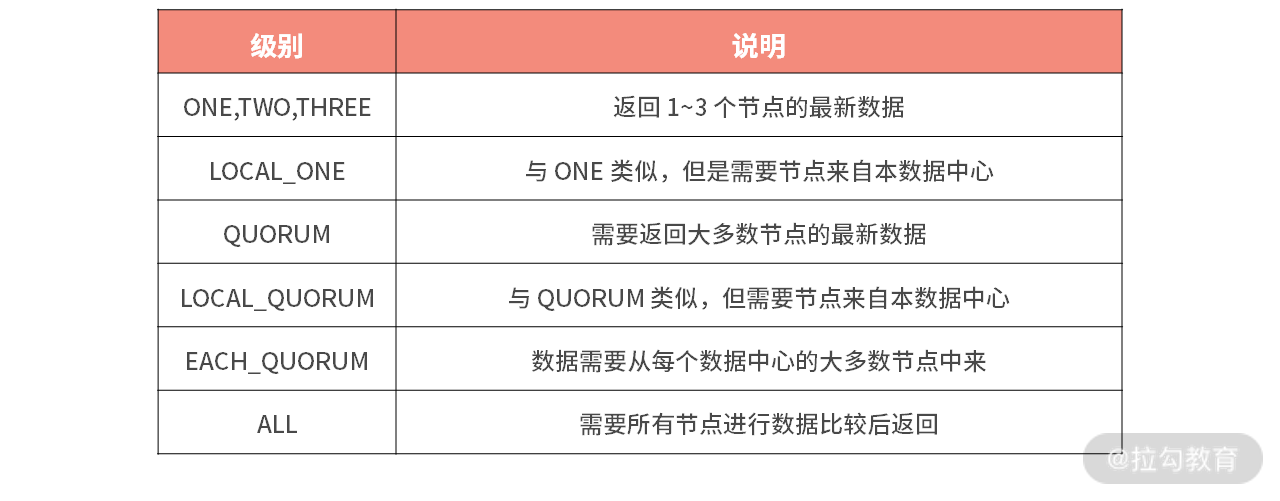 级别 说明
ONE,TWO,THREE 返回 1~3 个节点的最新数据
LOCAL_ONE 与 ONE 类似，但是需要节点来自本数据中心
QUORUM 需要返回大多数节点的最新数据
LOCAL_QUORUM 与 QUORUM 类似，但需要节点来自本数据中心
EACH_QUORUM 数据需要从每个数据中心的大多数节点中来
ALL 需要所有节点进行数据比较后返回
@拉勾教育